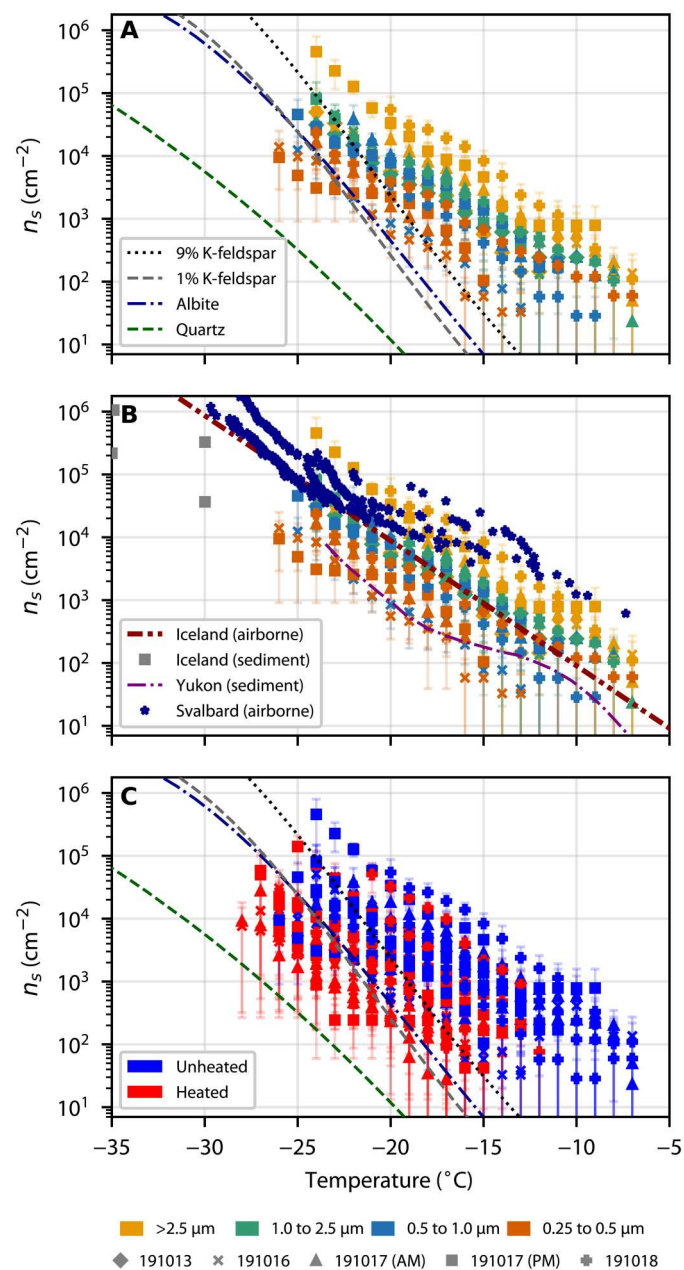 A
10⁶
10⁵
10⁴
10³
10²
10¹
nₛ (cm⁻²)
9% K-feldspar
1% K-feldspar
Albite
Quartz
B
10⁶
10⁵
10⁴
10³
10²
10¹
nₛ (cm⁻²)
Iceland (airborne)
Iceland (sediment)
Yukon (sediment)
Svalbard (airborne)
C
10⁶
10⁵
10⁴
10³
10²
10¹
nₛ (cm⁻²)
Unheated
Heated
−35 −30 −25 −20 −15 −10 −5
Temperature (°C)
>2.5 μm 1.0 to 2.5 μm 0.5 to 1.0 μm 0.25 to 0.5 μm
191013 191016 191017 (AM) 191017 (PM) 191018